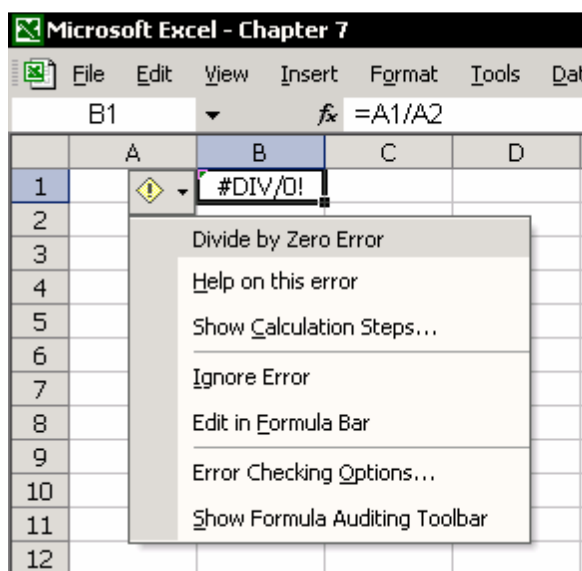 Microsoft Excel - Chapter 7
File Edit View Insert Format Tools
B1 fx =A1/A2
A B C D
1 #DIV/0!
2
3
4
5
6
7
8
9
10
11
12
Divide by Zero Error
Help on this error
Show Calculation Steps...
Ignore Error
Edit in Formula Bar
Error Checking Options...
Show Formula Auditing Toolbar